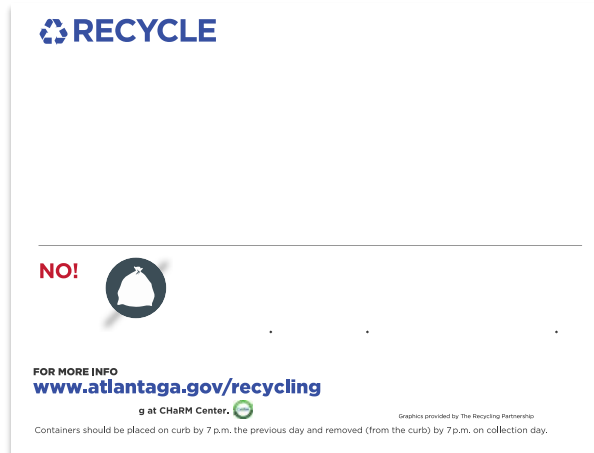 RECYCLE
NO!
FOR MORE INFO
www.atlantaga.gov/recycling
g at CHaRM Center.
Graphics provided by The Recycling Partnership
Containers should be placed on curb by 7 p.m. the previous day and removed (from the curb) by 7 p.m. on collection day.